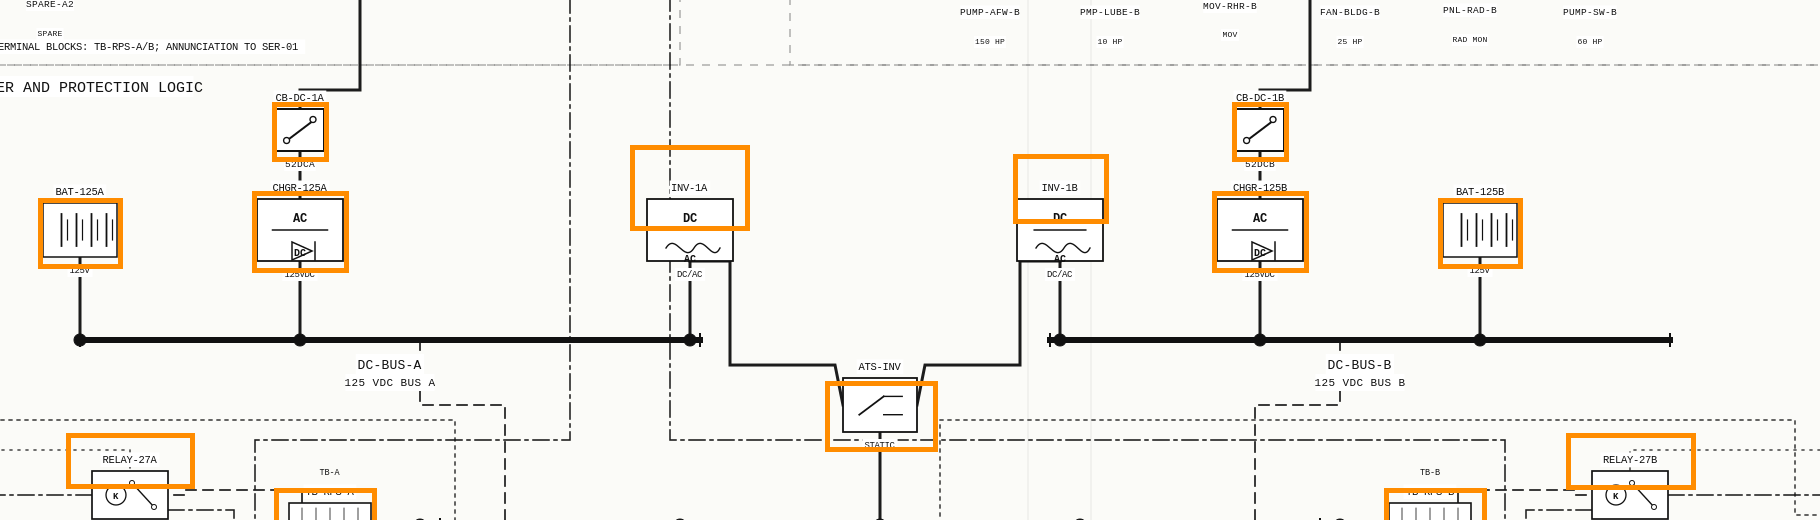 SPARE-A2
SPARE
ERMINAL BLOCKS: TB-RPS-A/B; ANNUNCIATION TO SER-01
PUMP-AFW-B
150 HP
PMP-LUBE-B
10 HP
MOV-RHR-B
MOV
FAN-BLDG-B
25 HP
PNL-RAD-B
RAD MON
PUMP-SW-B
60 HP
ER AND PROTECTION LOGIC
CB-DC-1A
52DCA
CB-DC-1B
52DCB
BAT-125A
125V
CHGR-125A
AC
DC
125VDC
INV-1A
DC
AC
DC/AC
INV-1B
DC
AC
DC/AC
CHGR-125B
AC
DC
125VDC
BAT-125B
125V
DC-BUS-A
125 VDC BUS A
ATS-INV
STATIC
DC-BUS-B
125 VDC BUS B
RELAY-27A
K
TB-A
TB-RPS-A
TB-B
TB-RPS-B
RELAY-27B
K